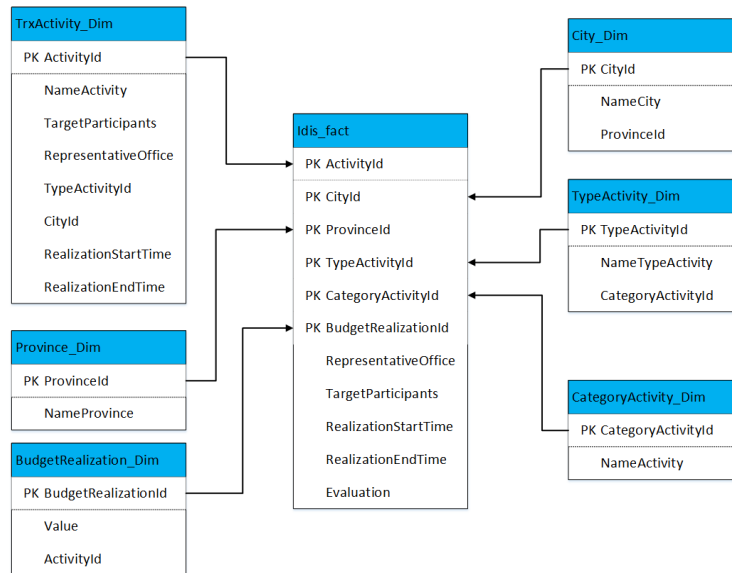 TrxActivity_Dim
PK ActivityId
NameActivity
TargetParticipants
RepresentativeOffice
TypeActivityId
CityId
RealizationStartTime
RealizationEndTime
Province_Dim
PK ProvinceId
NameProvince
BudgetRealization_Dim
PK BudgetRealizationId
Value
ActivityId
Idis_fact
PK ActivityId
PK CityId
PK ProvinceId
PK TypeActivityId
PK CategoryActivityId
PK BudgetRealizationId
RepresentativeOffice
TargetParticipants
RealizationStartTime
RealizationEndTime
Evaluation
City_Dim
PK CityId
NameCity
ProvinceId
TypeActivity_Dim
PK TypeActivityId
NameTypeActivity
CategoryActivityId
CategoryActivity_Dim
PK CategoryActivityId
NameActivity